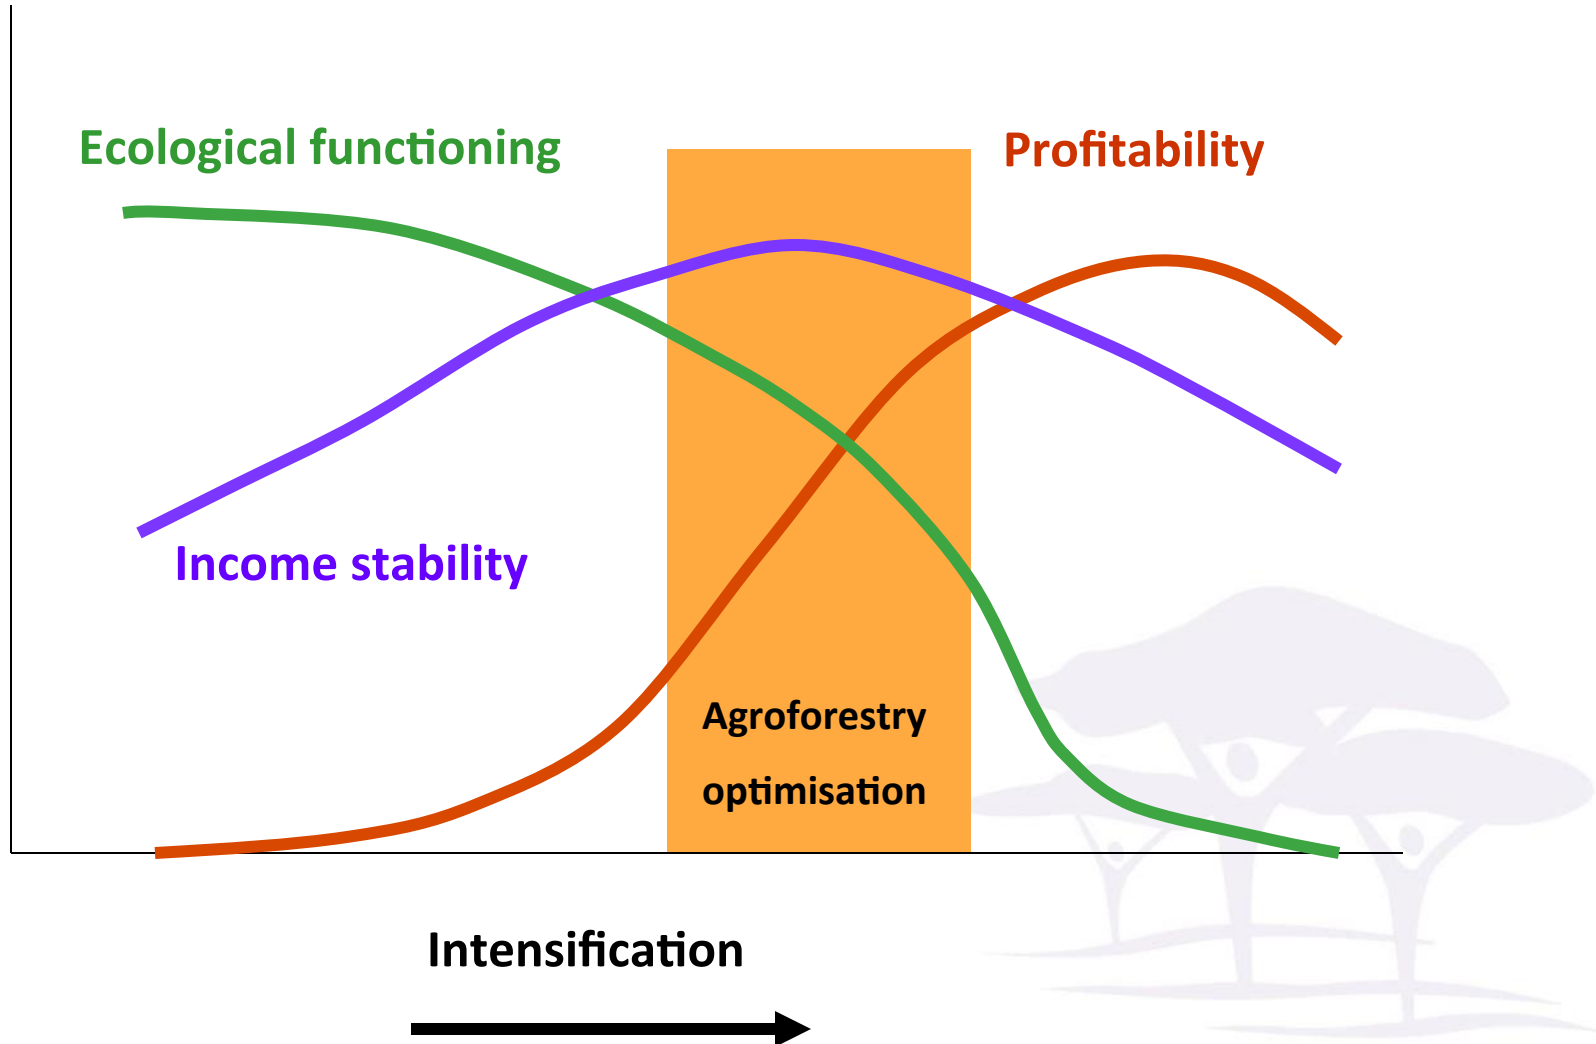 Ecological functioning
Profitability
Income stability
Agroforestry
optimisation
Intensification